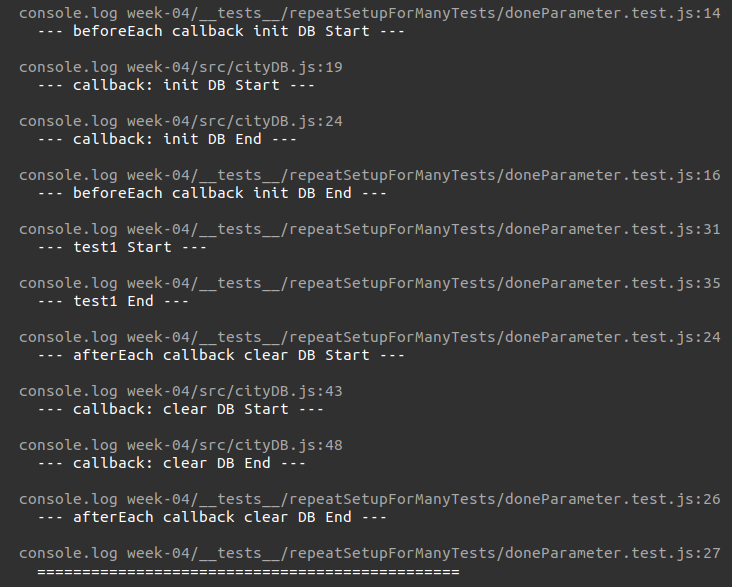 console.log week-04/__tests__/repeatSetupForManyTests/doneParameter.test.js:14
--- beforeEach callback init DB Start ---
console.log week-04/src/cityDB.js:19
--- callback: init DB Start ---
console.log week-04/src/cityDB.js:24
--- callback: init DB End ---
console.log week-04/__tests__/repeatSetupForManyTests/doneParameter.test.js:16
--- beforeEach callback init DB End ---
console.log week-04/__tests__/repeatSetupForManyTests/doneParameter.test.js:31
--- test1 Start ---
console.log week-04/__tests__/repeatSetupForManyTests/doneParameter.test.js:35
--- test1 End ---
console.log week-04/__tests__/repeatSetupForManyTests/doneParameter.test.js:24
--- afterEach callback clear DB Start ---
console.log week-04/src/cityDB.js:43
--- callback: clear DB Start ---
console.log week-04/src/cityDB.js:48
--- callback: clear DB End ---
console.log week-04/__tests__/repeatSetupForManyTests/doneParameter.test.js:26
--- afterEach callback clear DB End ---
console.log week-04/__tests__/repeatSetupForManyTests/doneParameter.test.js:27
===============================================